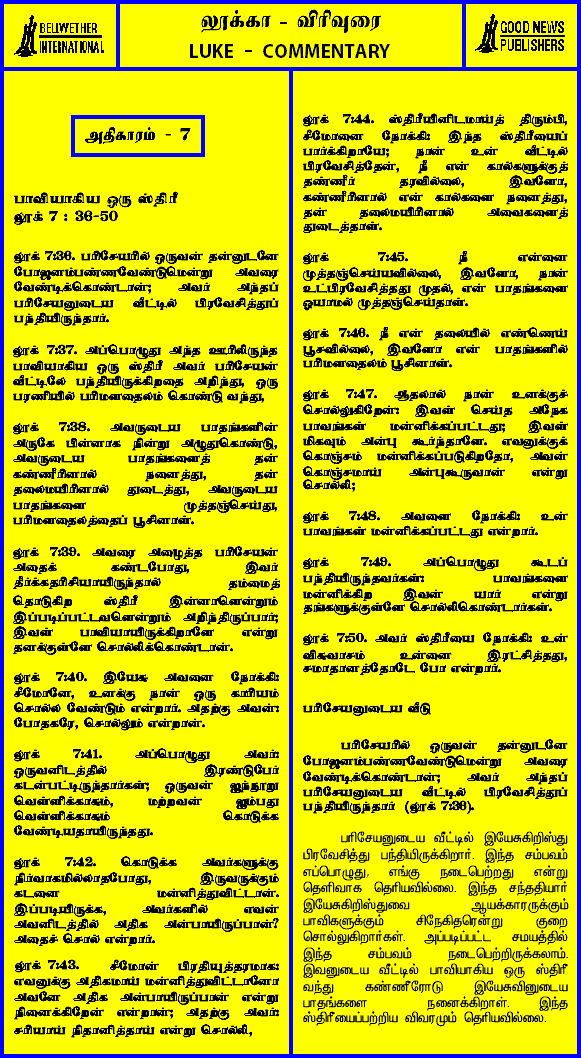 BELWETHER
INTERNATIONAL
லூக்கா - விரிவுரை
LUKE - COMMENTARY
GOOD NEWS
PUBLISHERS
அதிகாரம் - 7
பாவியாகிய ஒரு ஸ்திரீ
லூக் 7 : 36-50
லூக் 7:36. பரிசேயரில் ஒருவன் தன்னுடனே
போஜனம்பண்ணவேண்டுமென்று அவரை
வேண்டிக்கொண்டான்; அவர் அந்தப்
பரிசேயனுடைய வீட்டில் பிரவேசித்துப்
பந்தியிருந்தார்.
லூக் 7:37. அப்பொழுது அந்த ஊரிலிருந்த
பாவியாகிய ஒரு ஸ்திரீ அவர் பரிசேயன்
வீட்டிலே பந்தியிருக்கிறதை அறிந்து, ஒரு
பரணியில் பரிமளதைலம் கொண்டு வந்து,
லூக் 7:38. அவருடைய பாதங்களின்
அருகே பின்னாக நின்று அழுதுகொண்டு,
அவருடைய பாதங்களைத் தன்
கண்ணீரினால் நனைத்து, தன்
தலைமயிரினால் துடைத்து, அவருடைய
பாதங்களை முத்தஞ்செய்து,
பரிமளதைலத்தைப் பூசினாள்.
லூக் 7:39. அவரை அழைத்த பரிசேயன்
அதைக் கண்டபோது, இவர்
தீர்க்கதரிசியாயிருந்தால் தம்மைத்
தொடுகிற ஸ்திரீ இன்னாளென்றும்
இப்படிப்பட்டவளென்றும் அறிந்திருப்பார்;
இவள் பாவியாயிருக்கிறாளே என்று
தனக்குள்ளே சொல்லிக்கொண்டான்.
லூக் 7:40. இயேசு அவனை நோக்கி:
சீமோனே, உனக்கு நான் ஒரு காரியம்
சொல்ல வேண்டும் என்றார். அதற்கு அவன்:
போதகரே, சொல்லும் என்றான்.
லூக் 7:41. அப்பொழுது அவர்:
ஒருவனிடத்தில் இரண்டுபேர்
கடன்பட்டிருந்தார்கள்; ஒருவன் ஐந்நூறு
வெள்ளிக்காசும், மற்றவன் ஐம்பது
வெள்ளிக்காசும் கொடுக்க
வேண்டியதாயிருந்தது.
லூக் 7:42. கொடுக்க அவர்களுக்கு
நிர்வாகமில்லாதபோது, இருவருக்கும்
கடனை மன்னித்துவிட்டான்.
இப்படியிருக்க, அவர்களில் எவன்
அவனிடத்தில் அதிக அன்பாயிருப்பான்?
அதைச் சொல் என்றார்.
லூக் 7:43. சீமோன் பிரதியுத்தரமாக:
எவனுக்கு அதிகமாய் மன்னித்துவிட்டானோ
அவனே அதிக அன்பாயிருப்பான் என்று
நினைக்கிறேன் என்றான்; அதற்கு அவர்:
சரியாய் நிதானித்தாய் என்று சொல்லி,
லூக் 7:44. ஸ்திரீயினிடமாய்த் திரும்பி,
சீமோனை நோக்கி: இந்த ஸ்திரீயைப்
பார்க்கிறாயே; நான் உன் வீட்டில்
பிரவேசித்தேன், நீ என் கால்களுக்குத்
தண்ணீர் தரவில்லை, இவளோ,
கண்ணீரினால் என் கால்களை நனைத்து,
தன் தலைமயிரினால் அவைகளைத்
துடைத்தாள்.
லூக் 7:45. நீ என்னை
முத்தஞ்செய்யவில்லை, இவளோ, நான்
உட்பிரவேசித்தது முதல், என் பாதங்களை
ஓயாமல் முத்தஞ்செய்தாள்.
லூக் 7:46. நீ என் தலையில் எண்ணெய்
பூசவில்லை, இவளோ என் பாதங்களில்
பரிமளதைலம் பூசினாள்.
லூக் 7:47. ஆதலால் நான் உனக்குச்
சொல்லுகிறேன்: இவள் செய்த அநேக
பாவங்கள் மன்னிக்கப்பட்டது; இவள்
மிகவும் அன்பு கூர்ந்தாளே. எவனுக்குக்
கொஞ்சம் மன்னிக்கப்படுகிறதோ, அவன்
கொஞ்சமாய் அன்புகூருவான் என்று
சொல்லி;
லூக் 7:48. அவளை நோக்கி: உன்
பாவங்கள் மன்னிக்கப்பட்டது என்றார்.
லூக் 7:49. அப்பொழுது கூடப்
பந்தியிருந்தவர்கள்: பாவங்களை
மன்னிக்கிற இவன் யார் என்று
தங்களுக்குள்ளே சொல்லிகொண்டார்கள்.
லூக் 7:50. அவர் ஸ்திரீயை நோக்கி: உன்
விசுவாசம் உன்னை இரட்சித்தது,
சமாதானத்தோடே போ என்றார்.
பரிசேயனுடைய வீடு
பரிசேயரில் ஒருவன் தன்னுடனே
போஜனம்பண்ணவேண்டுமென்று அவரை
வேண்டிக்கொண்டான்; அவர் அந்தப்
பரிசேயனுடைய வீட்டில் பிரவேசித்துப்
பந்தியிருந்தார் (லூக் 7:36).
பரிசேயனுடைய வீட்டில் இயேசுகிறிஸ்து
பிரவேசித்து பந்தியிருக்கிறார். இந்த சம்பவம்
எப்பொழுது, எங்கு நடைபெற்றது என்று
தெளிவாக தெரியவில்லை. இந்த சந்ததியார்
இயேசுகிறிஸ்துவை ஆயக்காரருக்கும்
பாவிகளுக்கும் சிநேகிதரென்று குறை
சொல்லுகிறார்கள். அப்படிப்பட்ட சமயத்தில்
இந்த சம்பவம் நடைபெற்றிருக்கலாம்.
இவனுடைய வீட்டில் பாவியாகிய ஒரு ஸ்திரீ
வந்து கண்ணீரோடு இயேசுவினுடைய
பாதங்களை நனைக்கிறாள். இந்த
ஸ்திரீயைப்பற்றிய விவரமும் தெரியவில்லை.